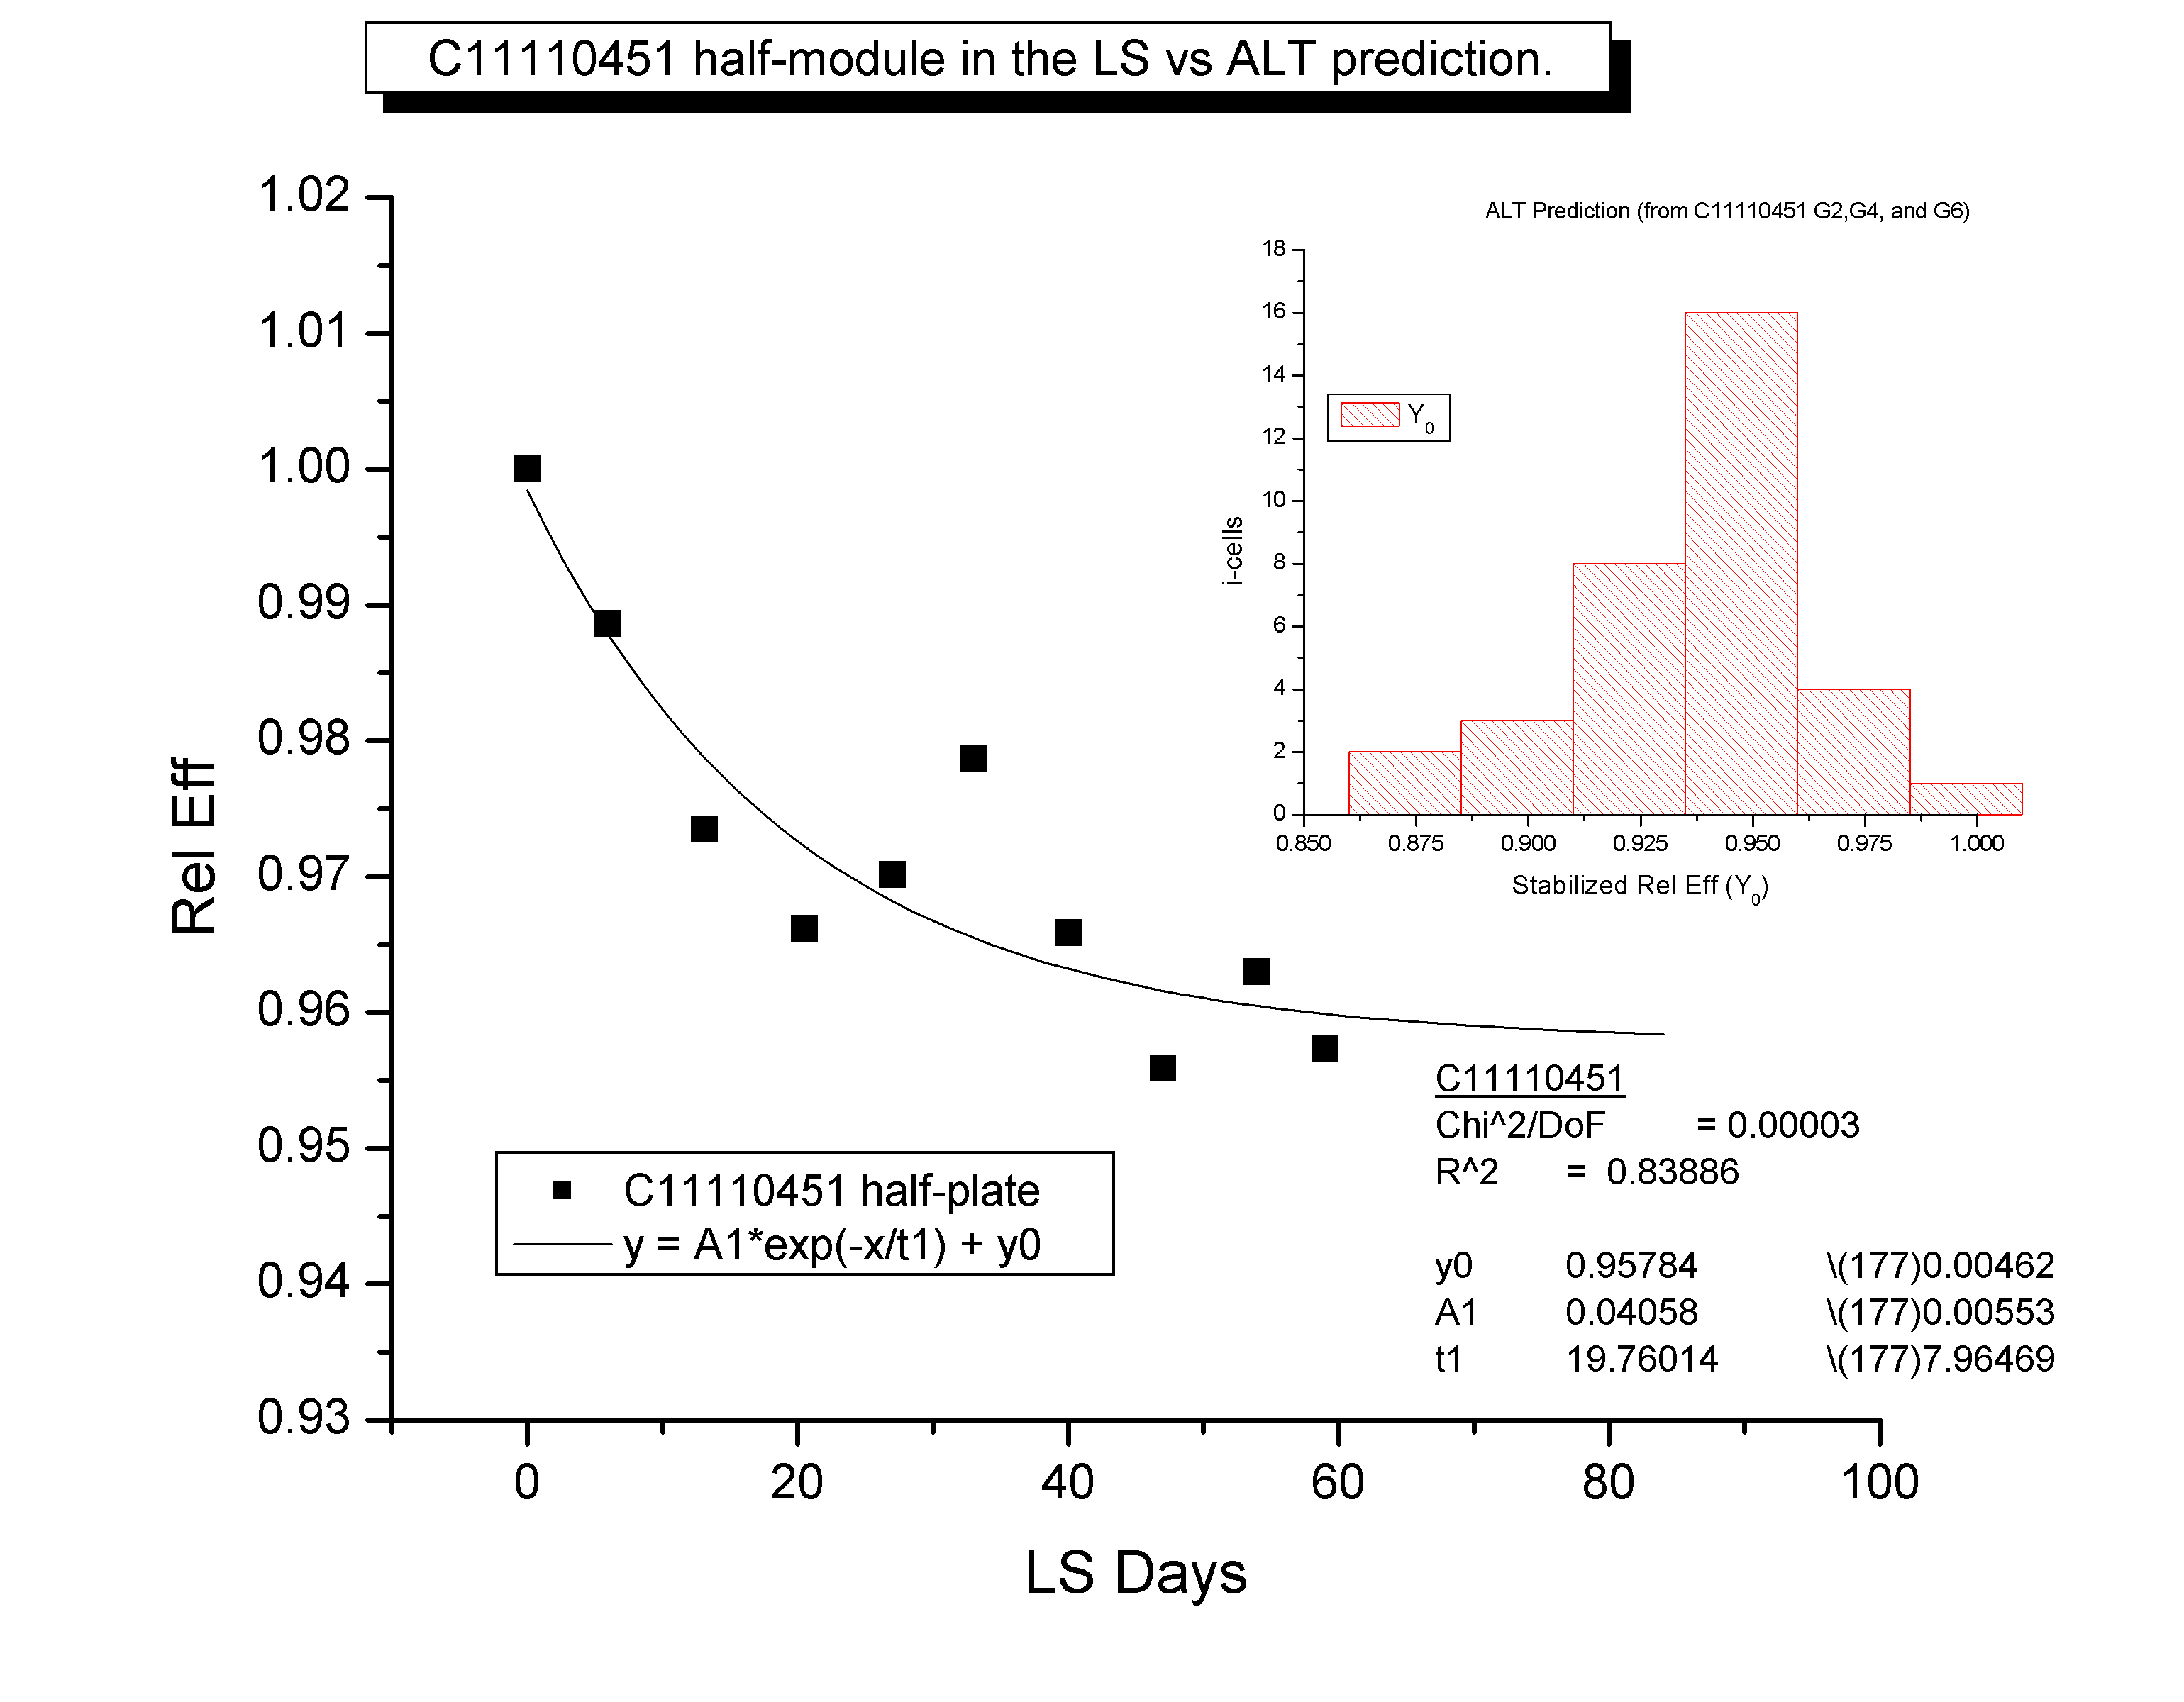 C11110451 half-module in the LS vs ALT prediction.
1.02
1.01
1.00
0.99
0.98
0.97
0.96
0.95
0.94
0.93
Rel Eff
0 20 40 60 80 100
LS Days
ALT Prediction (from C11110451 G2,G4, and G6)
18
16
14
12
10
8
6
4
2
0
i-cells
Y0
0.850 0.875 0.900 0.925 0.950 0.975 1.000
Stabilized Rel Eff (Y0)
C11110451 half-plate
y = A1*exp(-x/t1) + y0
C11110451
Chi^2/DoF = 0.00003
R^2 = 0.83886
y0 0.95784 \(177)0.00462
A1 0.04058 \(177)0.00553
t1 19.76014 \(177)7.96469